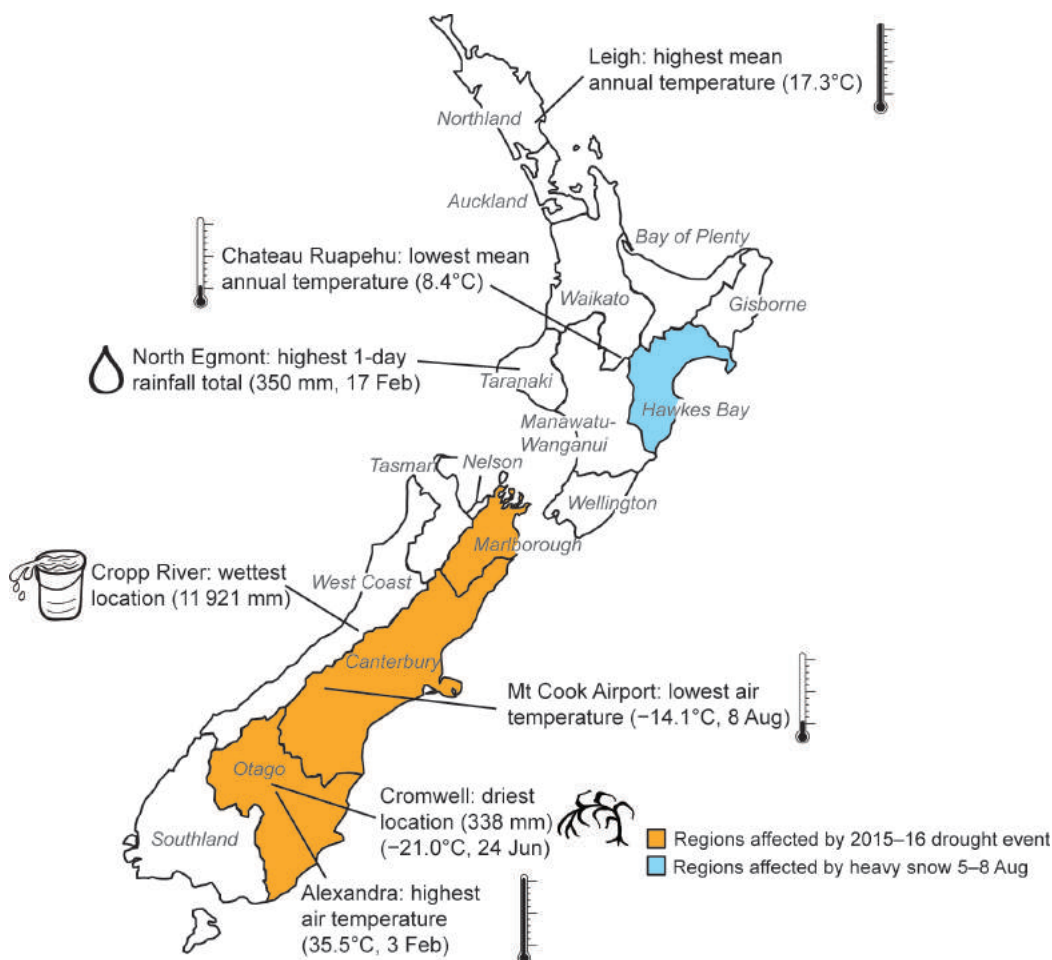 Leigh: highest mean
annual temperature (17.3°C)
Northland
Auckland
Bay of Plenty
Chateau Ruapehu: lowest mean
annual temperature (8.4°C)
Waikato
Gisborne
North Egmont: highest 1-day
rainfall total (350 mm, 17 Feb)
Taranaki
Hawkes Bay
Manawatu-
Wanganui
Tasman
Nelson
Wellington
Marlborough
Cropp River: wettest
location (11 921 mm)
West Coast
Canterbury
Mt Cook Airport: lowest air
temperature (−14.1°C, 8 Aug)
Otago
Cromwell: driest
location (338 mm)
(−21.0°C, 24 Jun)
Southland
Regions affected by 2015–16 drought event
Regions affected by heavy snow 5–8 Aug
Alexandra: highest
air temperature
(35.5°C, 3 Feb)